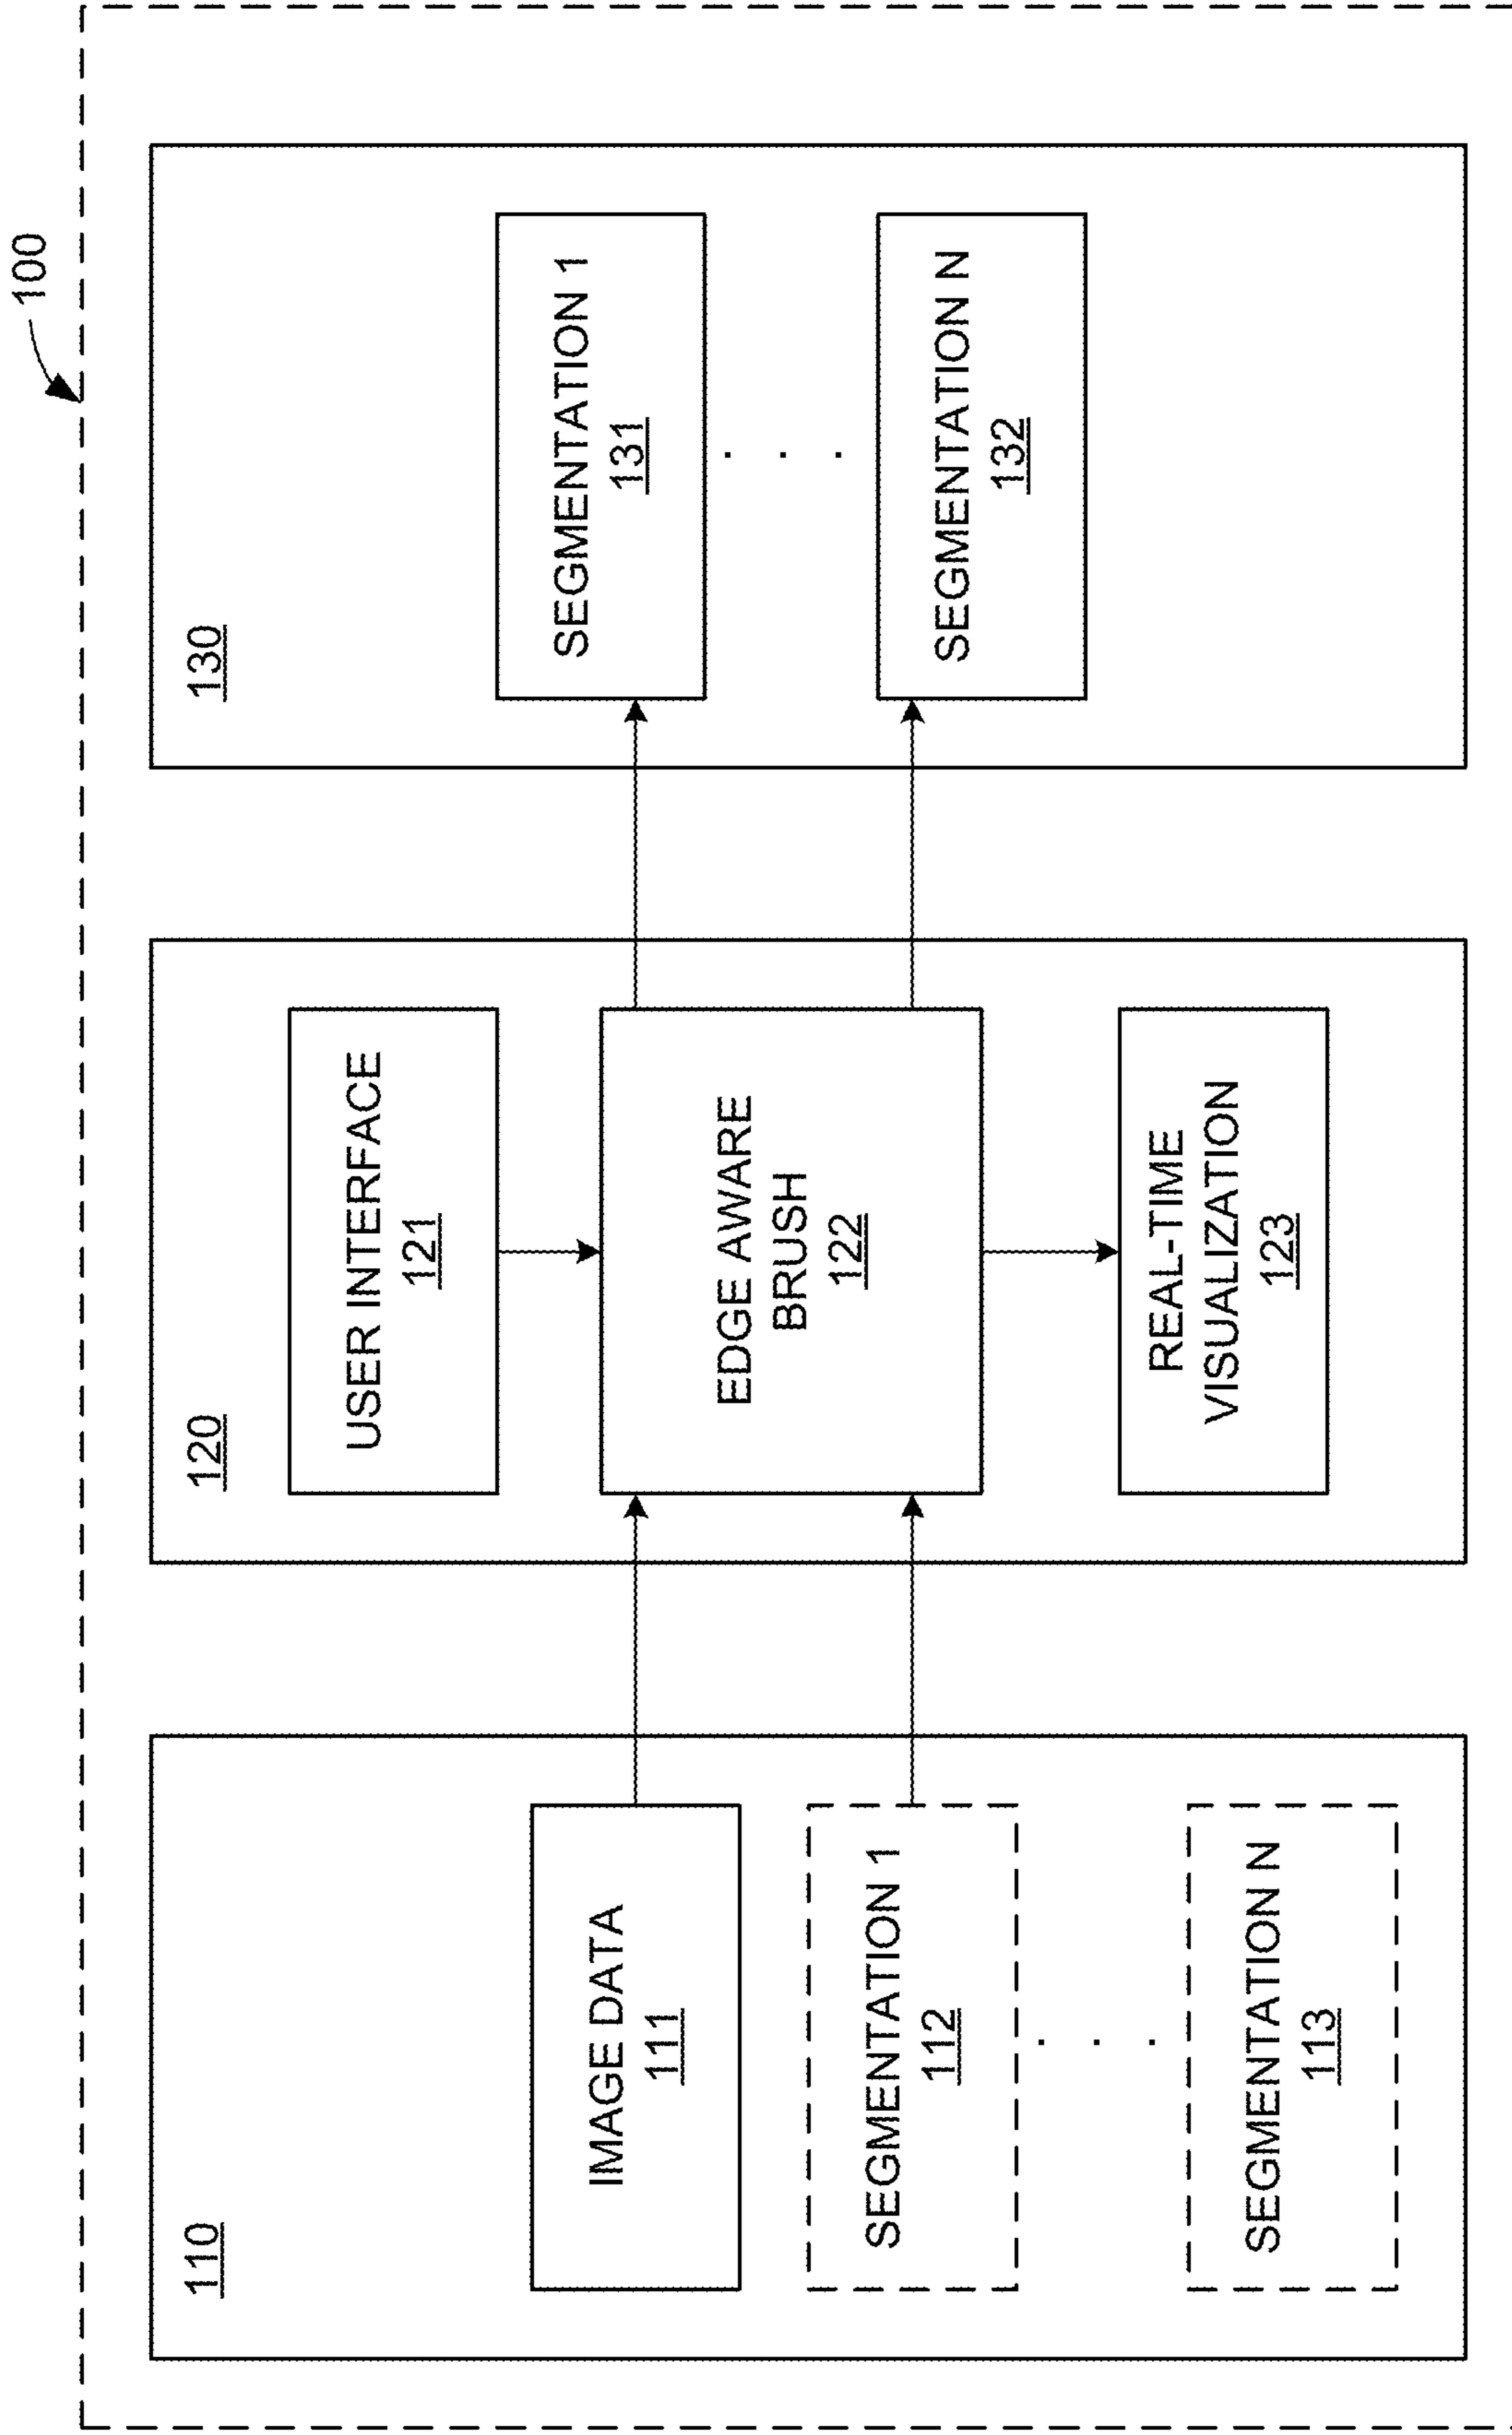 100
110
IMAGE DATA
111
SEGMENTATION 1
112
. . .
SEGMENTATION N
113
120
USER INTERFACE
121
EDGE AWARE
BRUSH
122
REAL-TIME
VISUALIZATION
123
130
SEGMENTATION 1
131
. . .
SEGMENTATION N
132